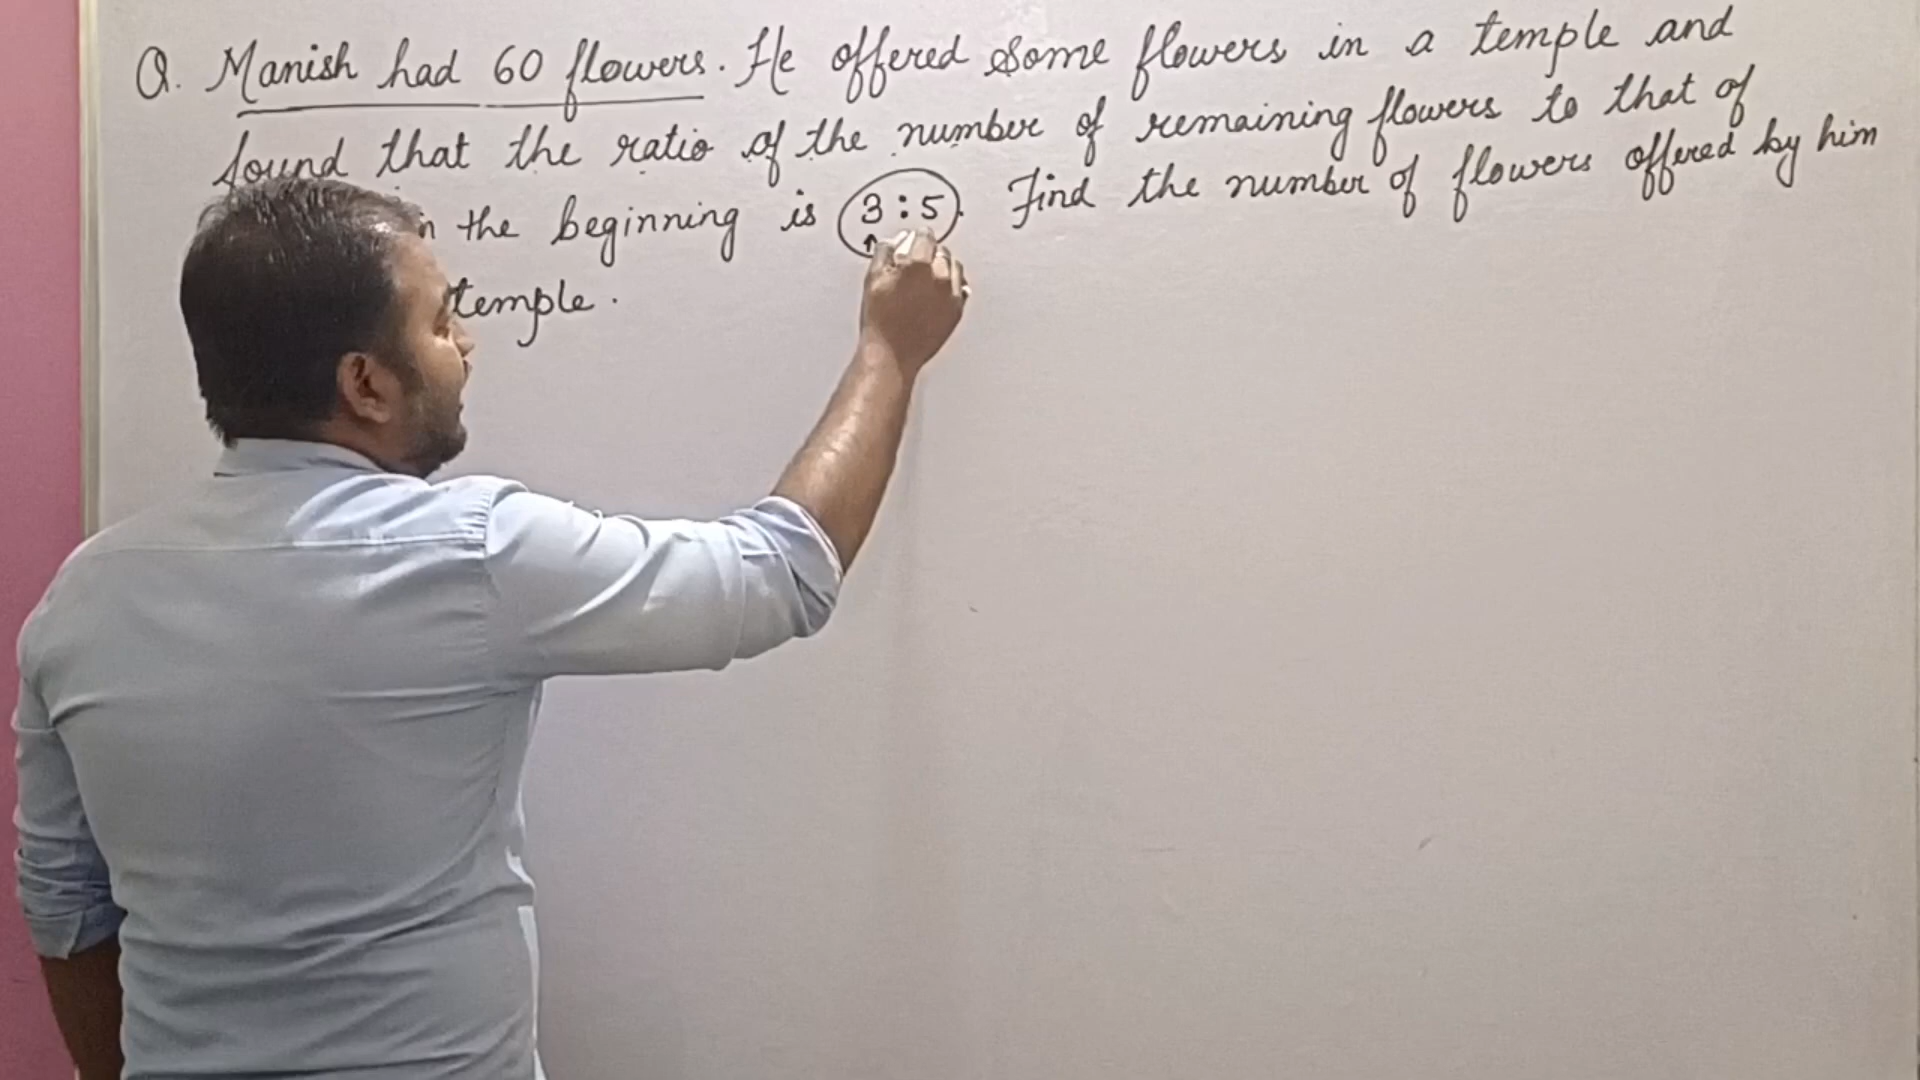 Q. Manish had 60 flowers. He offered some flowers in a temple and
found that the ratio of the number of remaining flowers to that of
the beginning is 3:5. Find the number of flowers offered by him
temple.